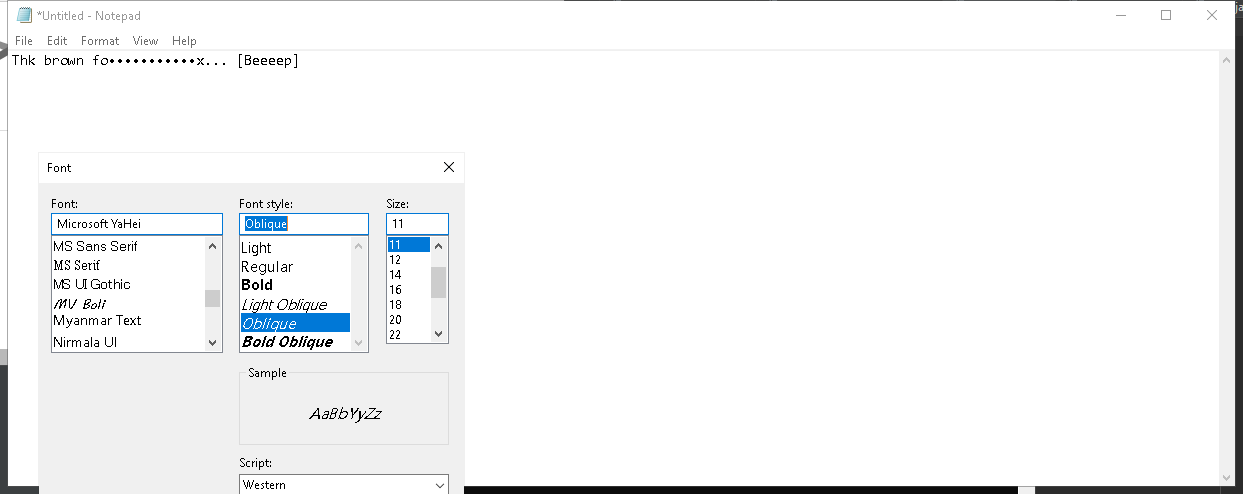 *Untitled - Notepad
File Edit Format View Help
Thk brown fo•••••••••••x... [Beeeep]
Font
Font: Font style: Size:
Microsoft YaHei Oblique 11
MS Sans Serif Light 11
MS Serif Regular 12
MS UI Gothic Bold 14
MV Boli Light Oblique 16
Myanmar Text Oblique 18
Nirmala UI Bold Oblique 20
22
Sample
AaBbYyZz
Script:
Western